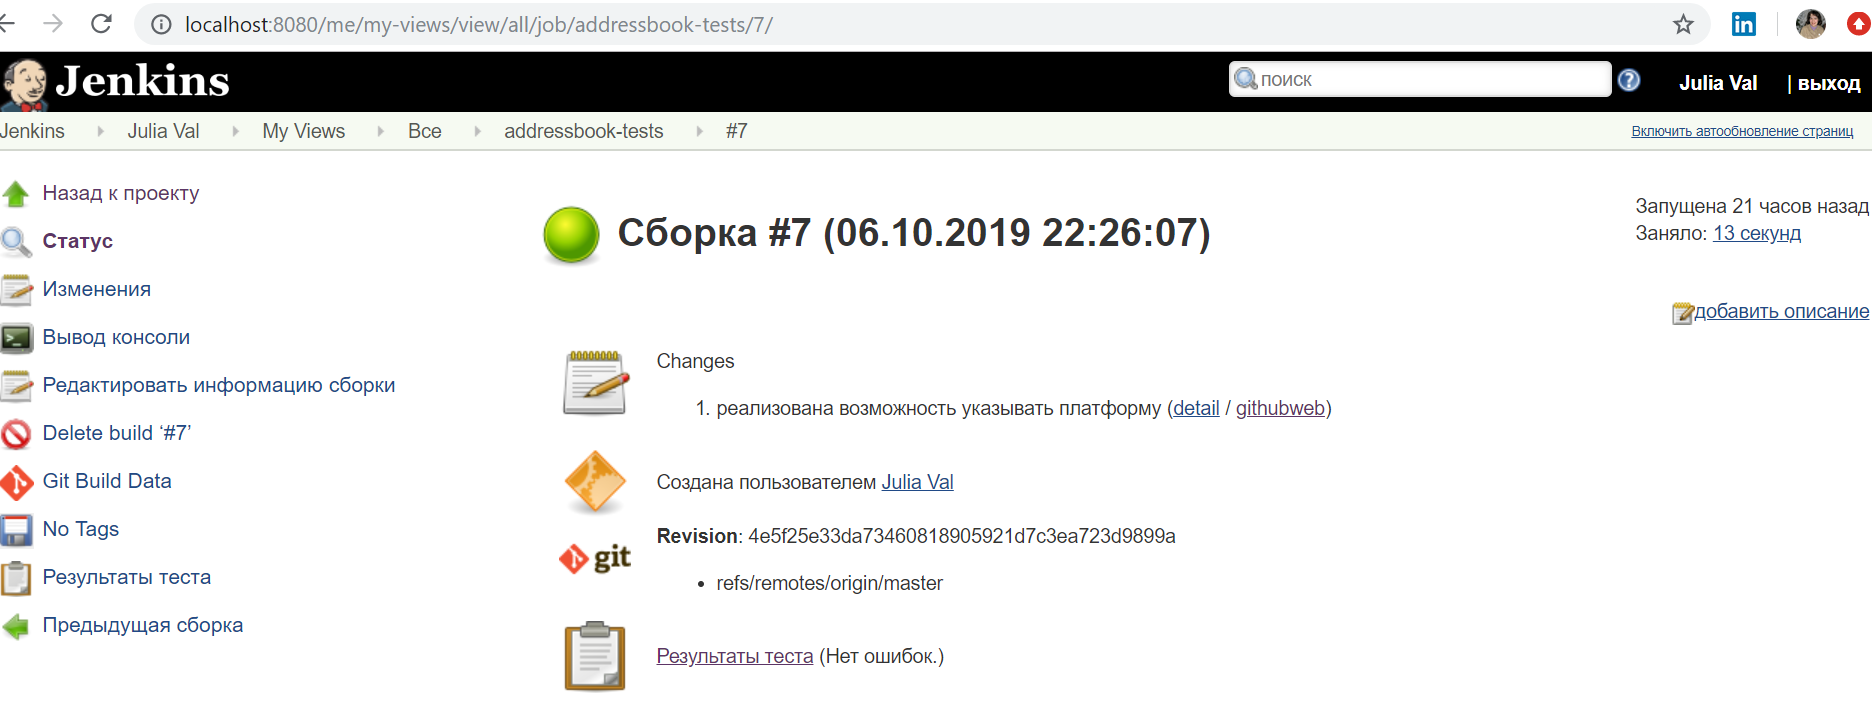 localhost:8080/me/my-views/view/all/job/addressbook-tests/7/
Jenkins
поиск
Julia Val
| выход
Jenkins
Julia Val
My Views
Все
addressbook-tests
#7
Включить автообновление страниц
Назад к проекту
Статус
Изменения
Вывод консоли
Редактировать информацию сборки
Delete build ‘#7’
Git Build Data
No Tags
Результаты теста
Предыдущая сборка
Сборка #7 (06.10.2019 22:26:07)
Запущена 21 часов назад
Заняло: 13 секунд
добавить описание
Changes
1. реализована возможность указывать платформу (detail / githubweb)
Создана пользователем Julia Val
Revision: 4e5f25e33da73460818905921d7c3ea723d9899a
git
• refs/remotes/origin/master
Результаты теста (Нет ошибок.)